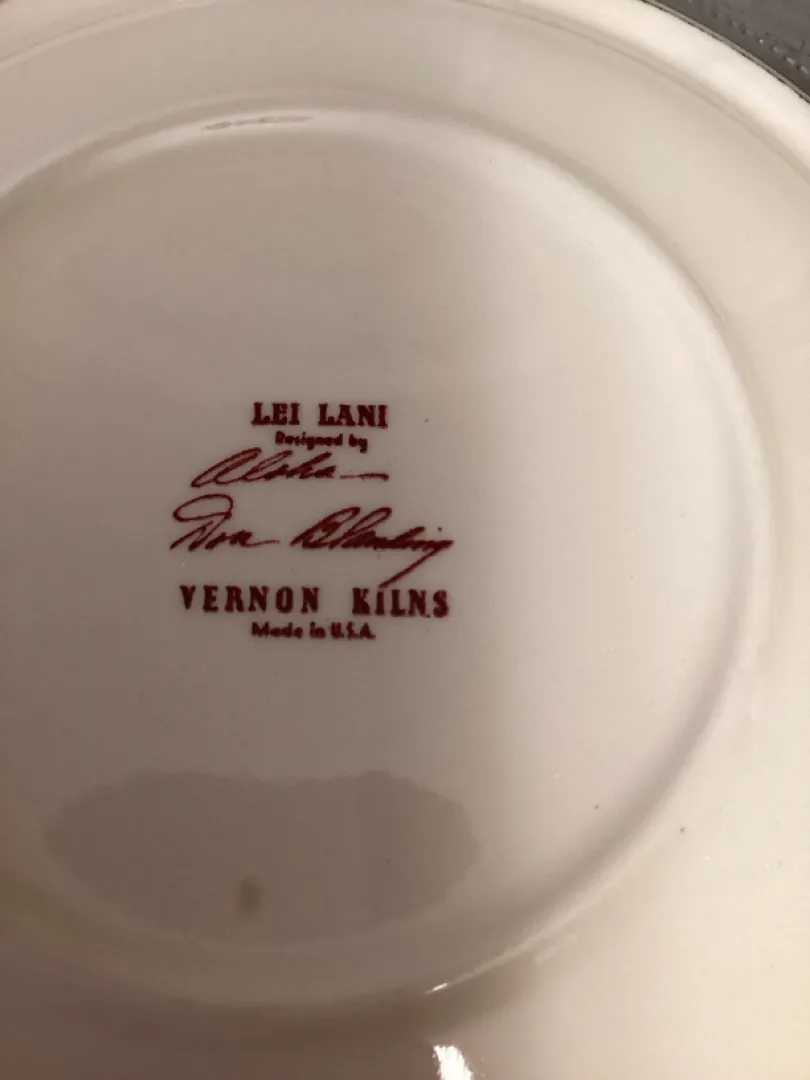 LEI LANI
Designed by
Aloha—
Don Blanding
VERNON KILNS
Made in U.S.A.